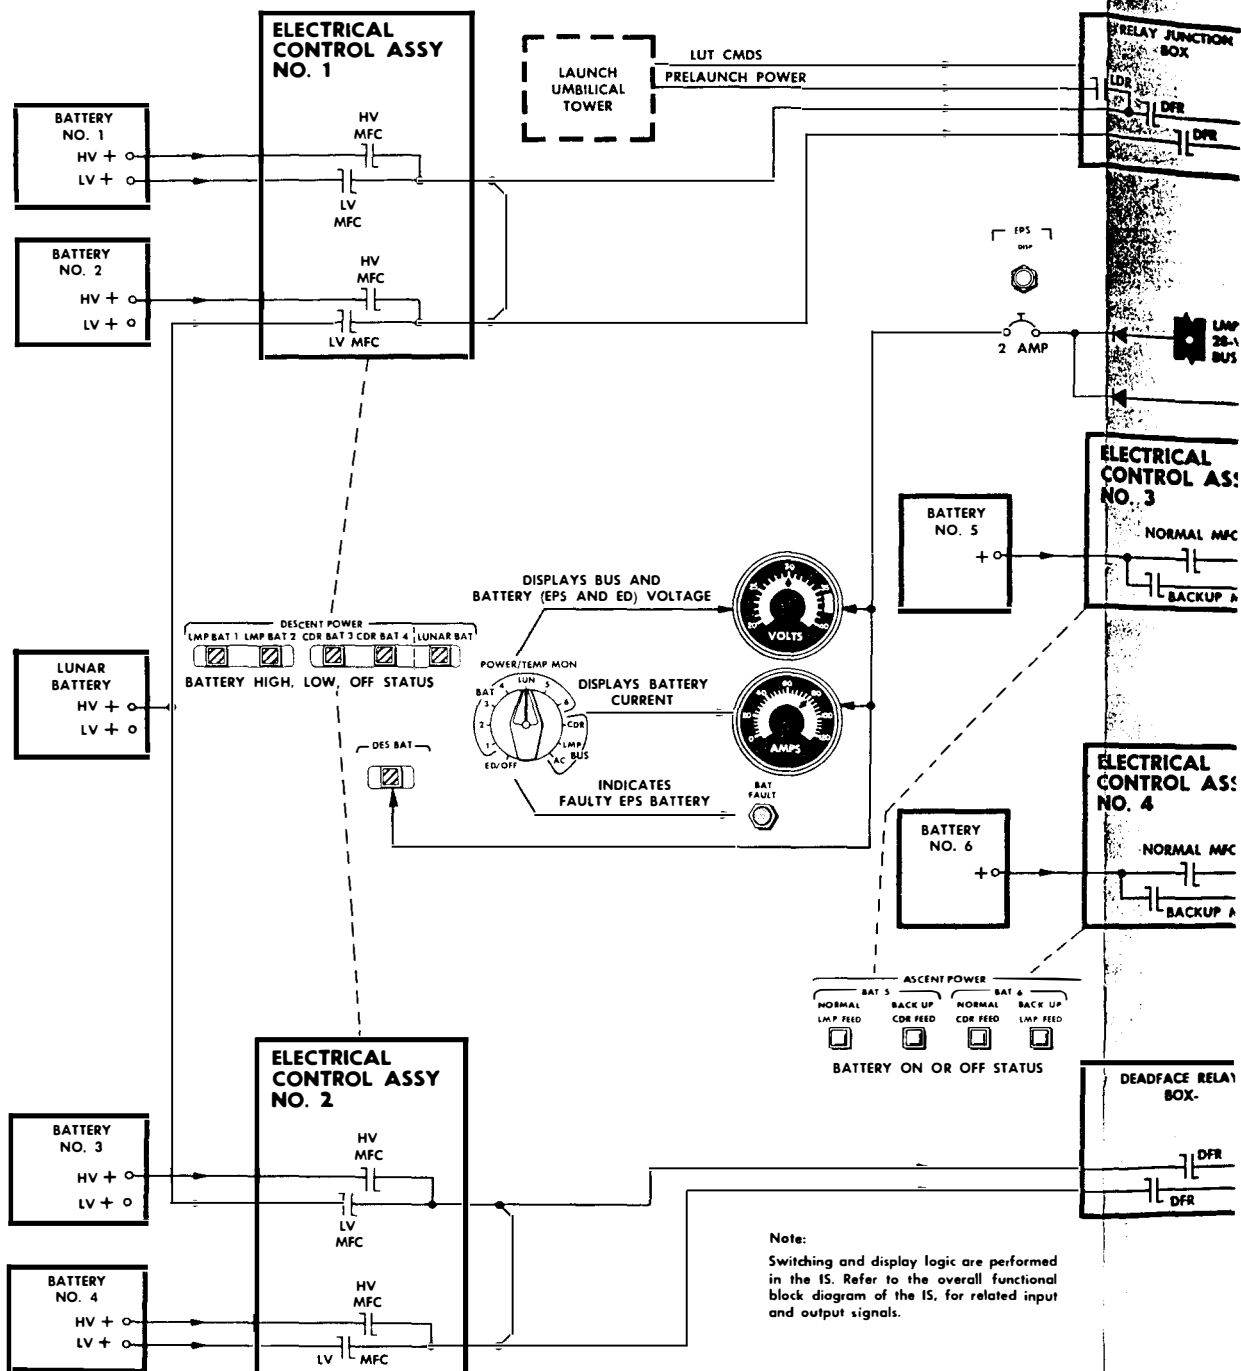 ELECTRICAL
CONTROL ASSY
NO. 1
BATTERY
NO. 1
HV +
LV +
HV
MFC
LV
MFC
BATTERY
NO. 2
HV +
LV +
HV
MFC
LV MFC
LAUNCH
UMBILICAL
TOWER
LUT CMDS
PRELAUNCH POWER
RELAY JUNCTION
BOX
LDR
DFR
DFR
EPS
DISP
2 AMP
LMP
BUS
ELECTRICAL
CONTROL
NO. 3
NORMAL
BACKUP
BATTERY
NO. 5
+
DISPLAYS BUS AND
BATTERY (EPS AND ED) VOLTAGE
VOLTS
DESCENT POWER
LMP BAT 1 LMP BAT 2 CDR BAT 3 CDR BAT 4 LUNAR BAT
BATTERY HIGH, LOW, OFF STATUS
POWER/TEMP MON
BAT
1
2
3
4
LUN
5
6
CDR
LMP
BUS
AC
ED/OFF
DISPLAYS BATTERY
CURRENT
AMPS
LUNAR
BATTERY
HV +
LV +
DES BAT
INDICATES
FAULTY EPS BATTERY
BAT
FAULT
ELECTRICAL
CONTROL
NO. 4
NORMAL
BACKUP
BATTERY
NO. 6
+
ASCENT POWER
BAT 5
BAT 6
NORMAL
LMP FEED
BACK UP
CDR FEED
NORMAL
CDR FEED
BACK UP
LMP FEED
BATTERY ON OR OFF STATUS
ELECTRICAL
CONTROL ASSY
NO. 2
BATTERY
NO. 3
HV +
LV +
HV
MFC
LV
MFC
BATTERY
NO. 4
HV +
LV +
HV
MFC
LV MFC
DEADFACE RELAY
BOX-
DFR
DFR
Note:
Switching and display logic are performed
in the IS. Refer to the overall functional
block diagram of the IS, for related input
and output signals.